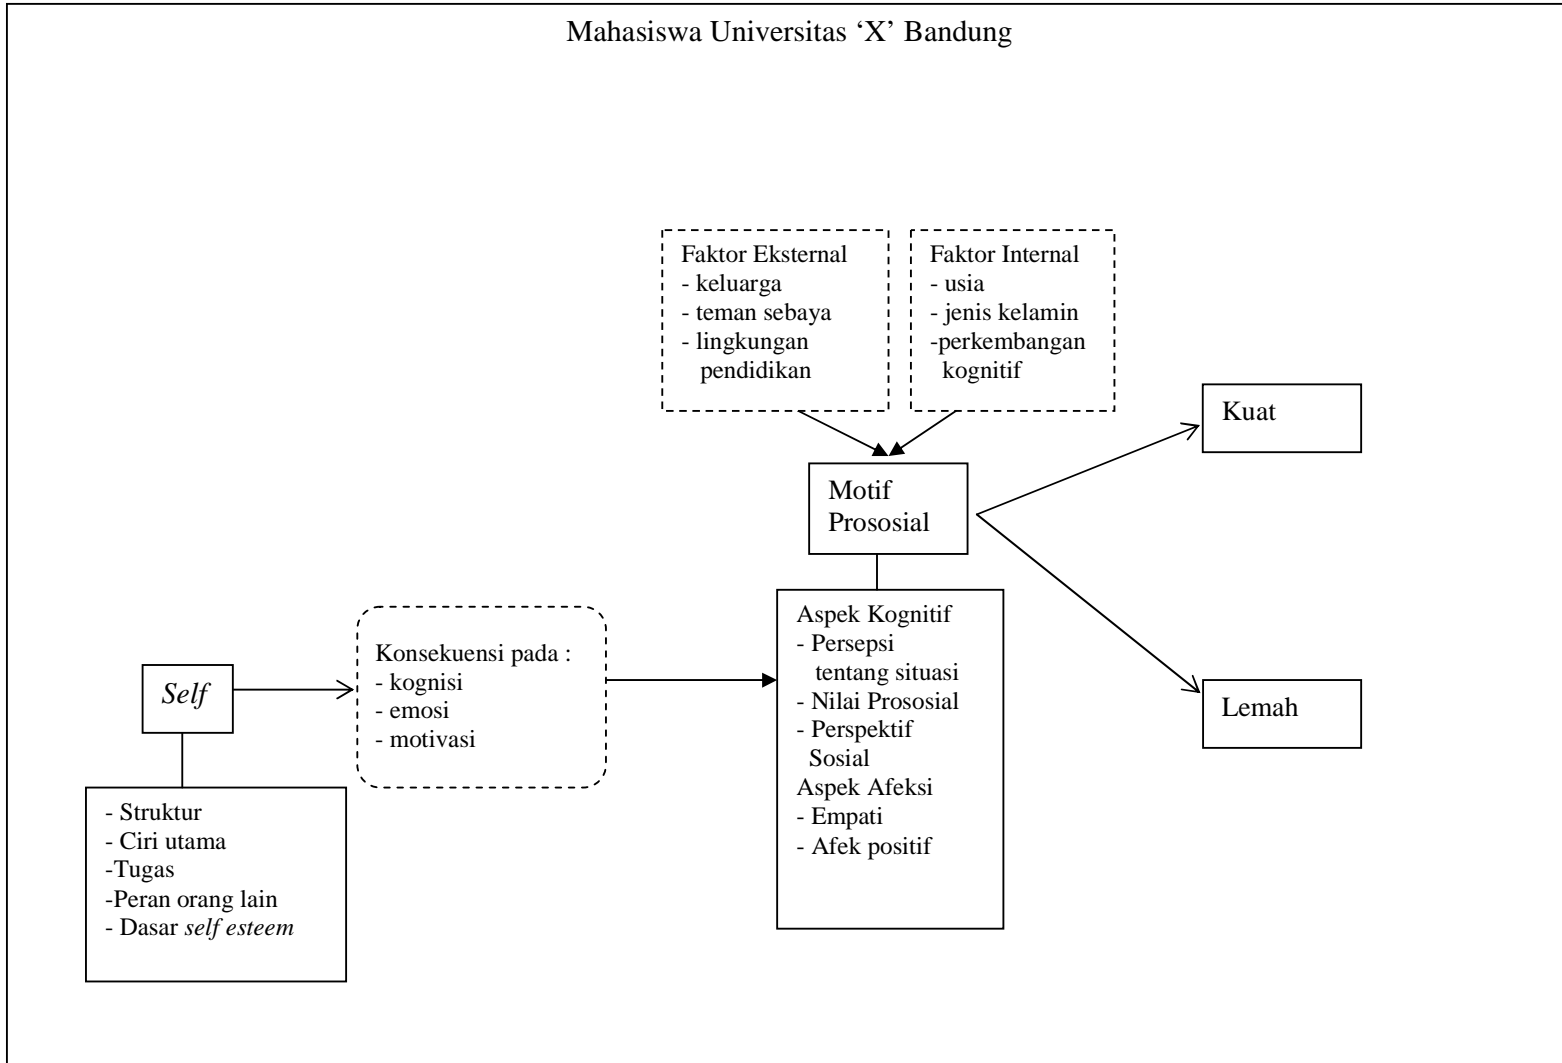 Mahasiswa Universitas ‘X’ Bandung
Faktor Eksternal
- keluarga
- teman sebaya
- lingkungan
pendidikan
Faktor Internal
- usia
- jenis kelamin
-perkembangan
kognitif
Kuat
Motif
Prososial
Aspek Kognitif
- Persepsi
tentang situasi
- Nilai Prososial
- Perspektif
Sosial
Aspek Afeksi
- Empati
- Afek positif
Konsekuensi pada :
- kognisi
- emosi
- motivasi
Self
Lemah
- Struktur
- Ciri utama
-Tugas
-Peran orang lain
- Dasar self esteem